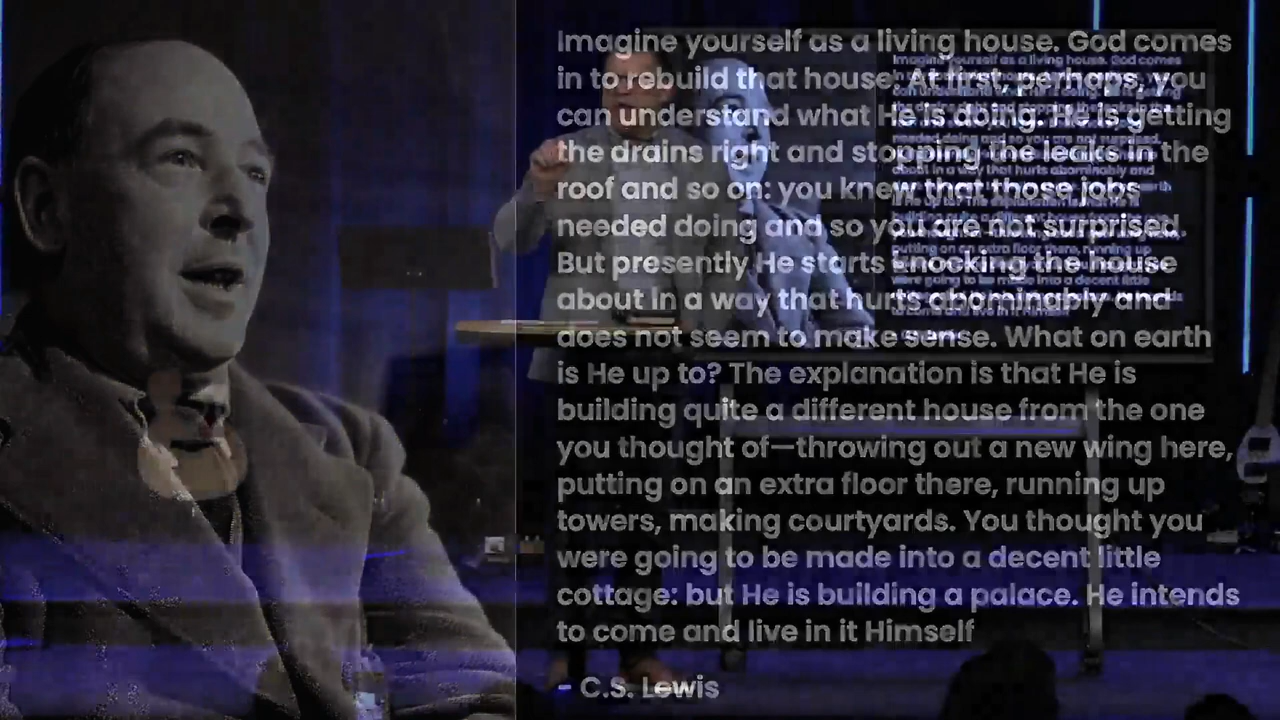 Imagine yourself as a living house. God comes
in to rebuild that house. At first, perhaps, you
can understand what He is doing. He is getting
the drains right and stopping the leaks in the
roof and so on: you knew that those jobs
needed doing and so you are not surprised.
But presently He starts knocking the house
about in a way that hurts abominably and
does not seem to make sense. What on earth
is He up to? The explanation is that He is
building quite a different house from the one
you thought of—throwing out a new wing here,
putting on an extra floor there, running up
towers, making courtyards. You thought you
were going to be made into a decent little
cottage: but He is building a palace. He intends
to come and live in it Himself
- C.S. Lewis